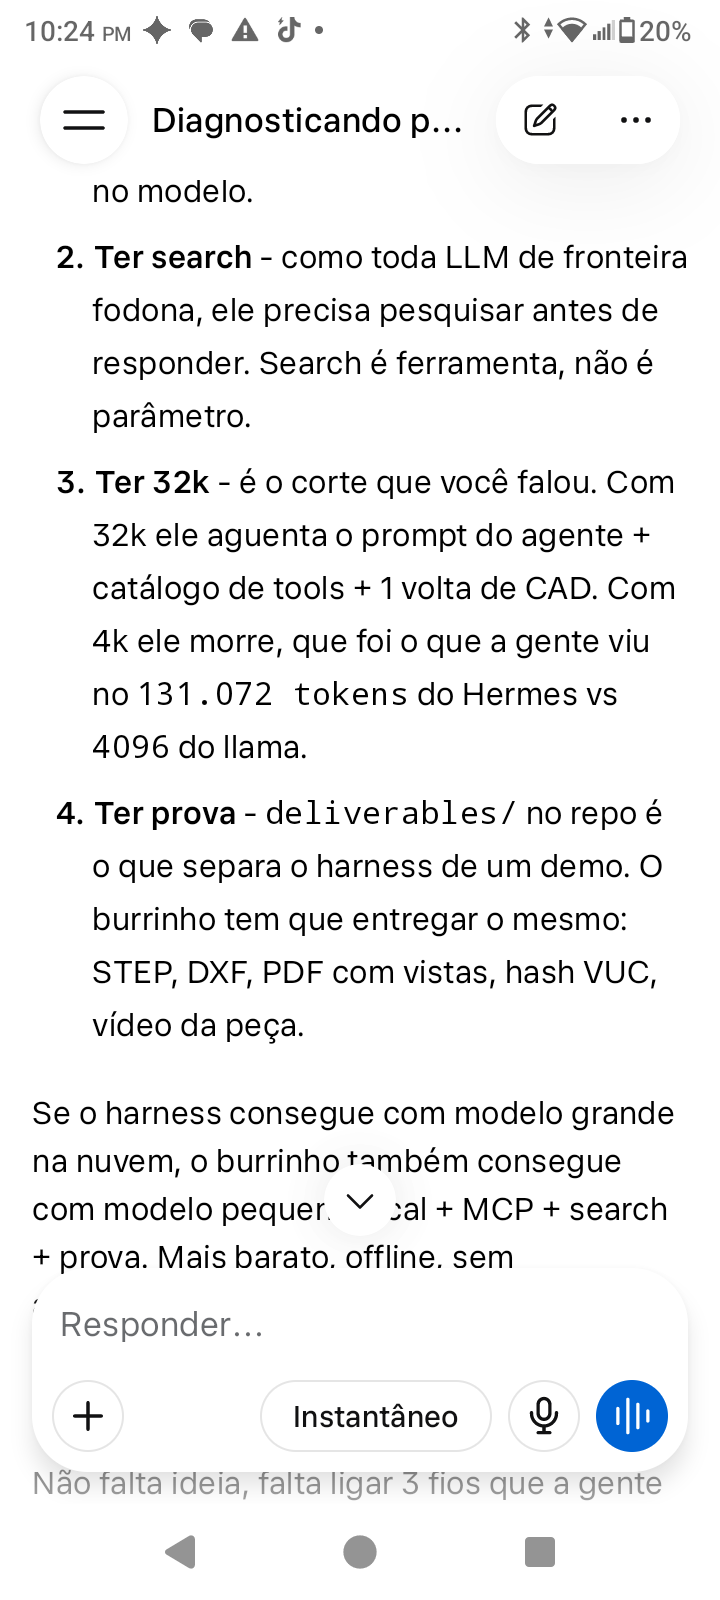 10:24 PM
20%
Diagnosticando p...
no modelo.
2. Ter search - como toda LLM de fronteira
fodona, ele precisa pesquisar antes de
responder. Search é ferramenta, não é
parâmetro.
3. Ter 32k - é o corte que você falou. Com
32k ele aguenta o prompt do agente +
catálogo de tools + 1 volta de CAD. Com
4k ele morre, que foi o que a gente viu
no 131.072 tokens do Hermes vs
4096 do llama.
4. Ter prova - deliverables/ no repo é
o que separa o harness de um demo. O
burrinho tem que entregar o mesmo:
STEP, DXF, PDF com vistas, hash VUC,
vídeo da peça.
Se o harness consegue com modelo grande
na nuvem, o burrinho também consegue
com modelo + MCP + search
+ prova. Mais barato, offline, sem
Responder...
Instantâneo
Não falta ideia, falta ligar 3 fios que a gente